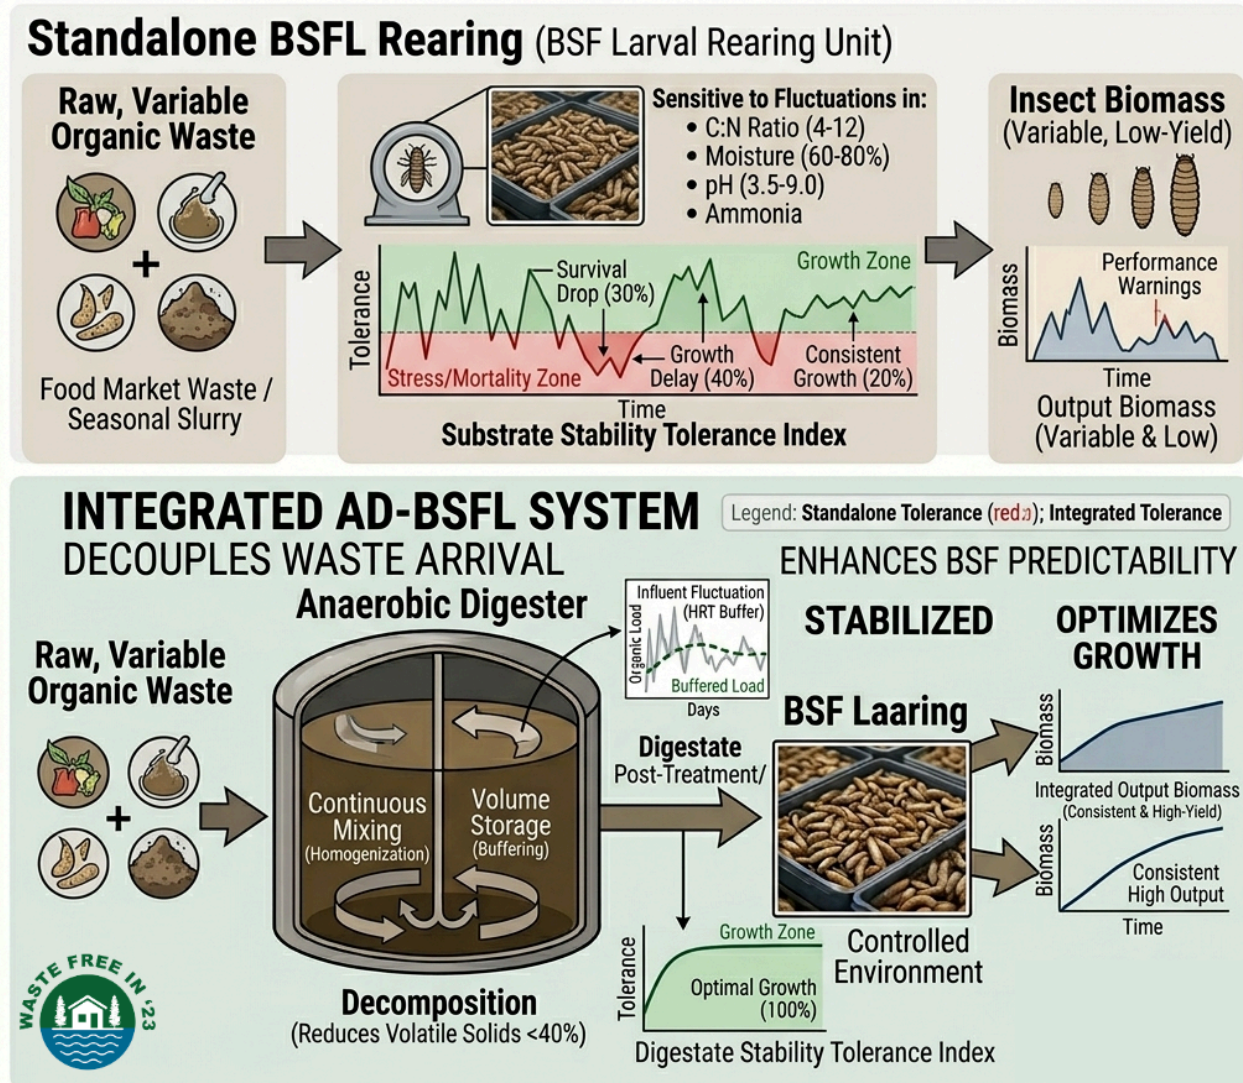 Standalone BSFL Rearing (BSF Larval Rearing Unit)
Raw, Variable
Organic Waste
+
Food Market Waste /
Seasonal Slurry
Sensitive to Fluctuations in:
• C:N Ratio (4-12)
• Moisture (60-80%)
• pH (3.5-9.0)
• Ammonia
Tolerance
Survival
Drop (30%)
Growth Zone
Stress/Mortality Zone
Growth
Delay (40%)
Consistent
Growth (20%)
Time
Substrate Stability Tolerance Index
Insect Biomass
(Variable, Low-Yield)
Biomass
Performance
Warnings
Time
Output Biomass
(Variable & Low)
INTEGRATED AD-BSFL SYSTEM
DECOUPLES WASTE ARRIVAL
Legend: Standalone Tolerance (red); Integrated Tolerance
ENHANCES BSF PREDICTABILITY
Raw, Variable
Organic Waste
+
Anaerobic Digester
Continuous
Mixing
(Homogenization)
Volume
Storage
(Buffering)
Decomposition
(Reduces Volatile Solids <40%)
Influent Fluctuation
(HRT Buffer)
Organic Load
Buffered Load
Days
Digestate
Post-Treatment/
Tolerance
Growth Zone
Optimal Growth
(100%)
Digestate Stability Tolerance Index
STABILIZED
BSF Laaring
Controlled
Environment
OPTIMIZES
GROWTH
Biomass
Integrated Output Biomass
(Consistent & High-Yield)
Biomass
Consistent
High Output
Time
WASTE FREE IN '23